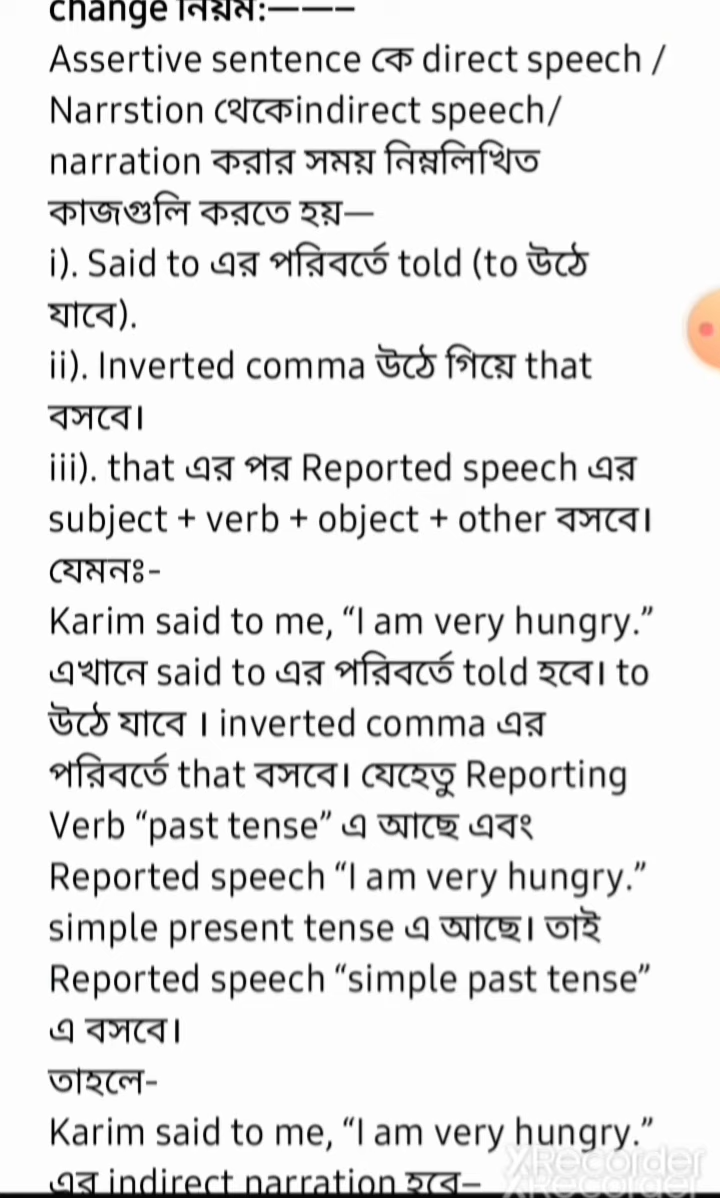 change নিয়ম:———
Assertive sentence কে direct speech /
Narrstion থেকেindirect speech/
narration করার সময় নিম্নলিখিত
কাজগুলি করতে হয়—
i). Said to এর পরিবর্তে told (to উঠে
যাবে).
ii). Inverted comma উঠে গিয়ে that
বসবে।
iii). that এর পর Reported speech এর
subject + verb + object + other বসবে।
যেমনঃ-
Karim said to me, “I am very hungry.”
এখানে said to এর পরিবর্তে told হবে। to
উঠে যাবে । inverted comma এর
পরিবর্তে that বসবে। যেহেতু Reporting
Verb “past tense” এ আছে এবং
Reported speech “I am very hungry.”
simple present tense এ আছে। তাই
Reported speech “simple past tense”
এ বসবে।
তাহলে-
Karim said to me, “I am very hungry.”
এর indirect narration হবে—
XRecorder